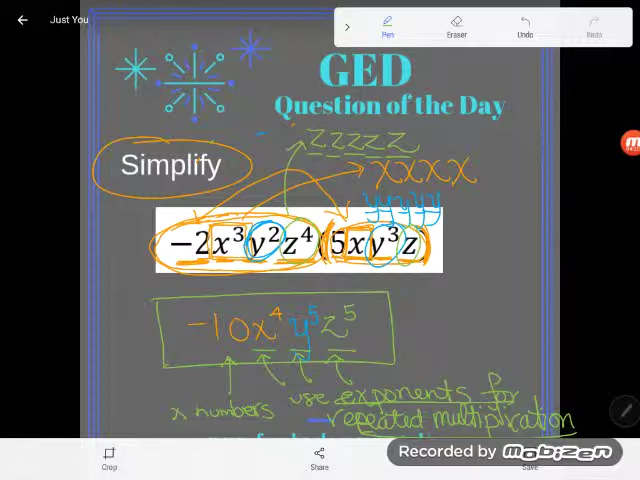 Just You
Pen
Eraser
Undo
Redo
GED
Question of the Day
zzzzz
Simplify
xxxx
yyyyy
−2x³y²z⁴(5xy³z)
-10x⁴y⁵z⁵
x numbers
use exponents for
repeated multiplication
Recorded by mobizen
Crop
Share
Save